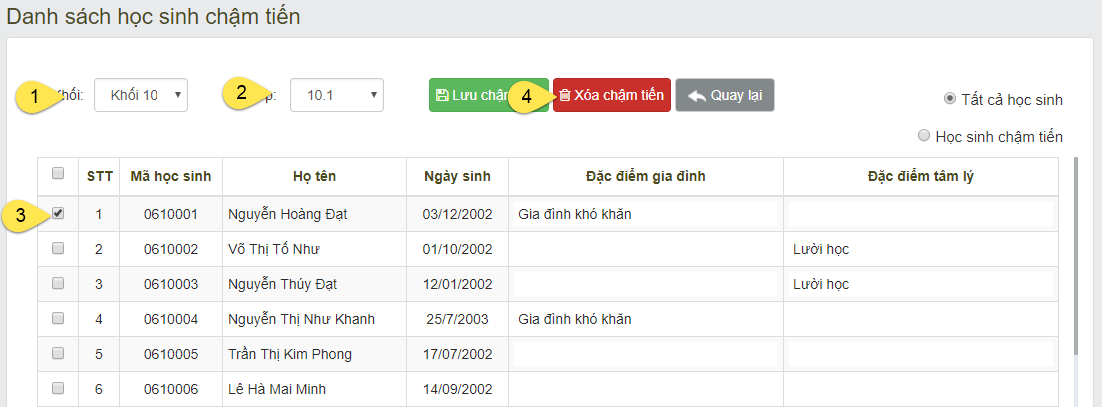 Danh sách học sinh chậm tiến
1 hối: Khối 10 2 p: 10.1 Lưu chậ 4 Xóa chậm tiến Quay lại
Tất cả học sinh
Học sinh chậm tiến
STT Mã học sinh Họ tên Ngày sinh Đặc điểm gia đình Đặc điểm tâm lý
3 1 0610001 Nguyễn Hoàng Đạt 03/12/2002 Gia đình khó khăn
2 0610002 Võ Thị Tố Như 01/10/2002 Lười học
3 0610003 Nguyễn Thúy Đạt 12/01/2002 Lười học
4 0610004 Nguyễn Thị Như Khanh 25/7/2003 Gia đình khó khăn
5 0610005 Trần Thị Kim Phong 17/07/2002
6 0610006 Lê Hà Mai Minh 14/09/2002